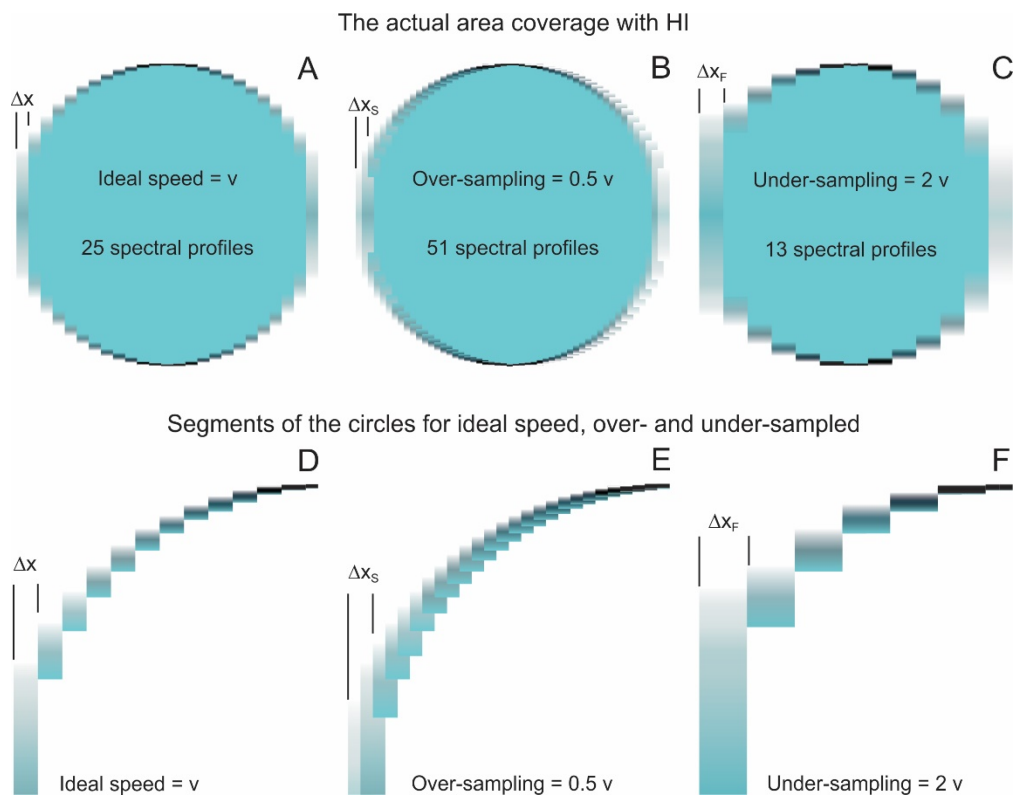 The actual area coverage with HI
A
B
C
Δx
ΔxS
ΔxF
Ideal speed = v
Over-sampling = 0.5 v
Under-sampling = 2 v
25 spectral profiles
51 spectral profiles
13 spectral profiles
Segments of the circles for ideal speed, over- and under-sampled
D
E
F
Δx
ΔxS
ΔxF
Ideal speed = v
Over-sampling = 0.5 v
Under-sampling = 2 v